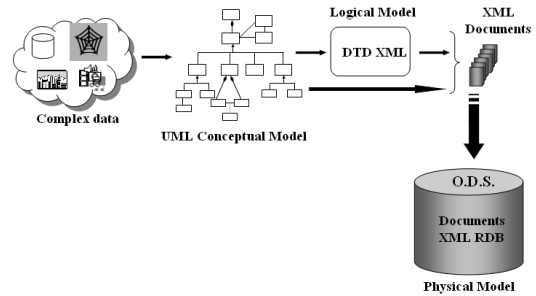 Logical Model
XML
Documents
DTD XML
Complex data
UML Conceptual Model
O.D.S.
Documents
XML RDB
Physical Model